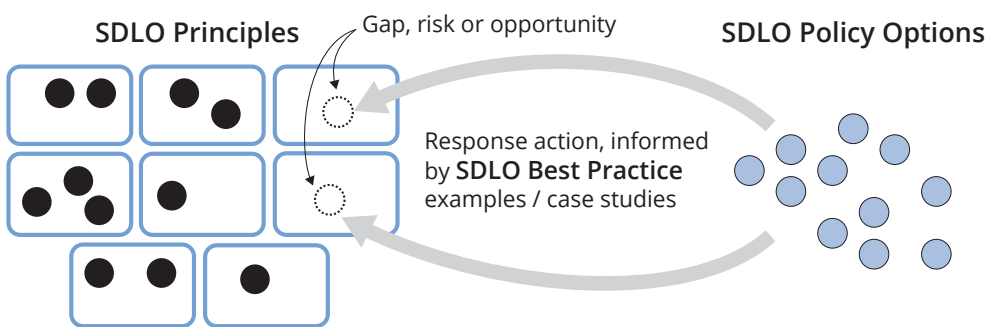 SDLO Principles
Gap, risk or opportunity
SDLO Policy Options
Response action, informed
by SDLO Best Practice
examples / case studies